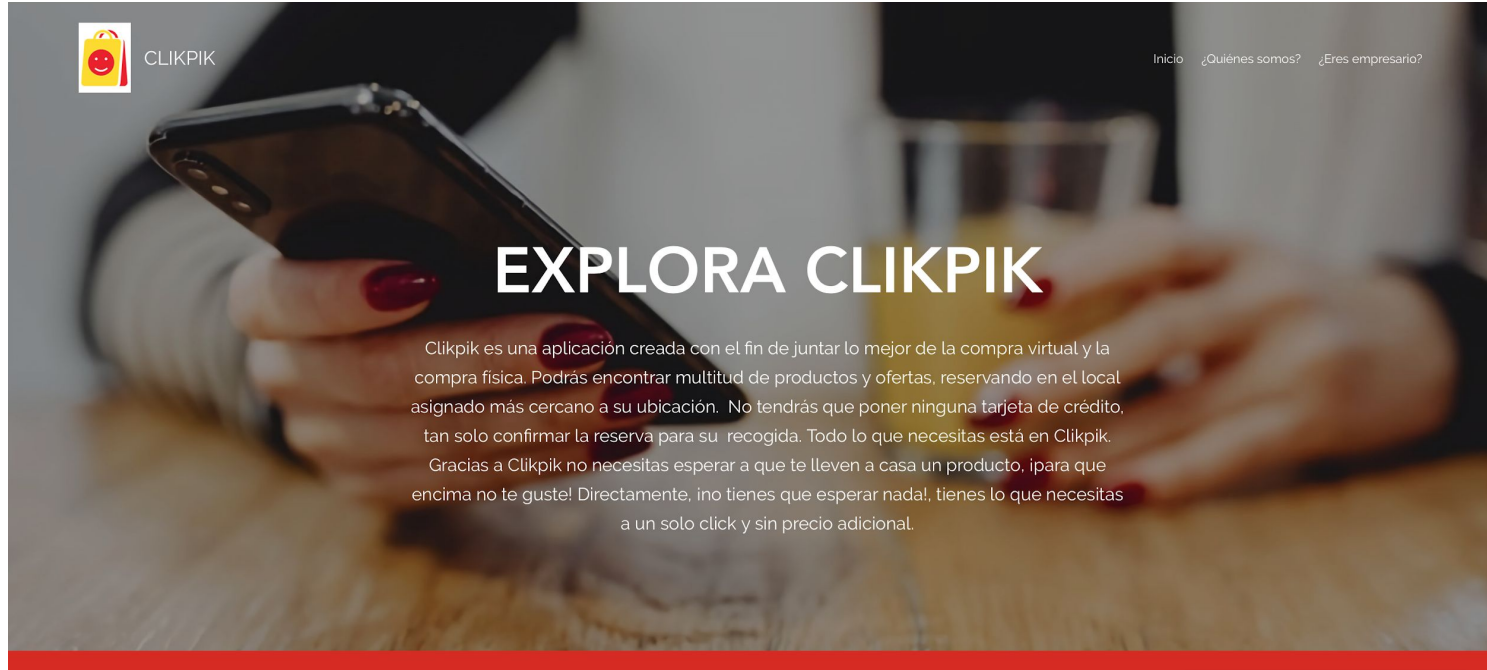 CLIKPIK
Inicio ¿Quiénes somos? ¿Eres empresario?
EXPLORA CLIKPIK
Clikpik es una aplicación creada con el fin de juntar lo mejor de la compra virtual y la
compra física. Podrás encontrar multitud de productos y ofertas, reservando en el local
asignado más cercano a su ubicación.  No tendrás que poner ninguna tarjeta de crédito,
tan solo confirmar la reserva para su  recogida. Todo lo que necesitas está en Clikpik.
Gracias a Clikpik no necesitas esperar a que te lleven a casa un producto, ¡para que
encima no te guste! Directamente, ¡no tienes que esperar nada!, tienes lo que necesitas
a un solo click y sin precio adicional.